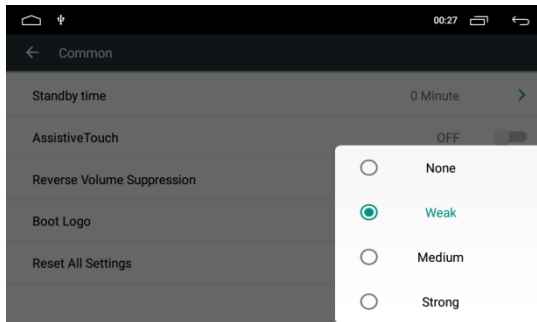 00:27
Common
Standby time 0 Minute
AssistiveTouch OFF
Reverse Volume Suppression
Boot Logo
Reset All Settings
None
Weak
Medium
Strong